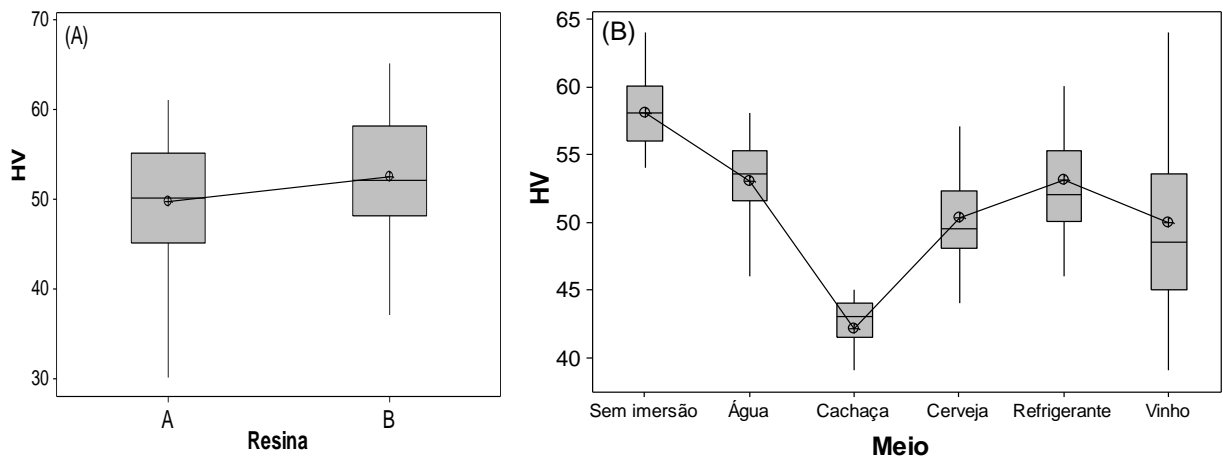 (A)
70
60
50
40
30
HV
A
B
Resina
(B)
65
60
55
50
45
40
HV
Sem imersão Água Cachaça Cerveja Refrigerante Vinho
Meio